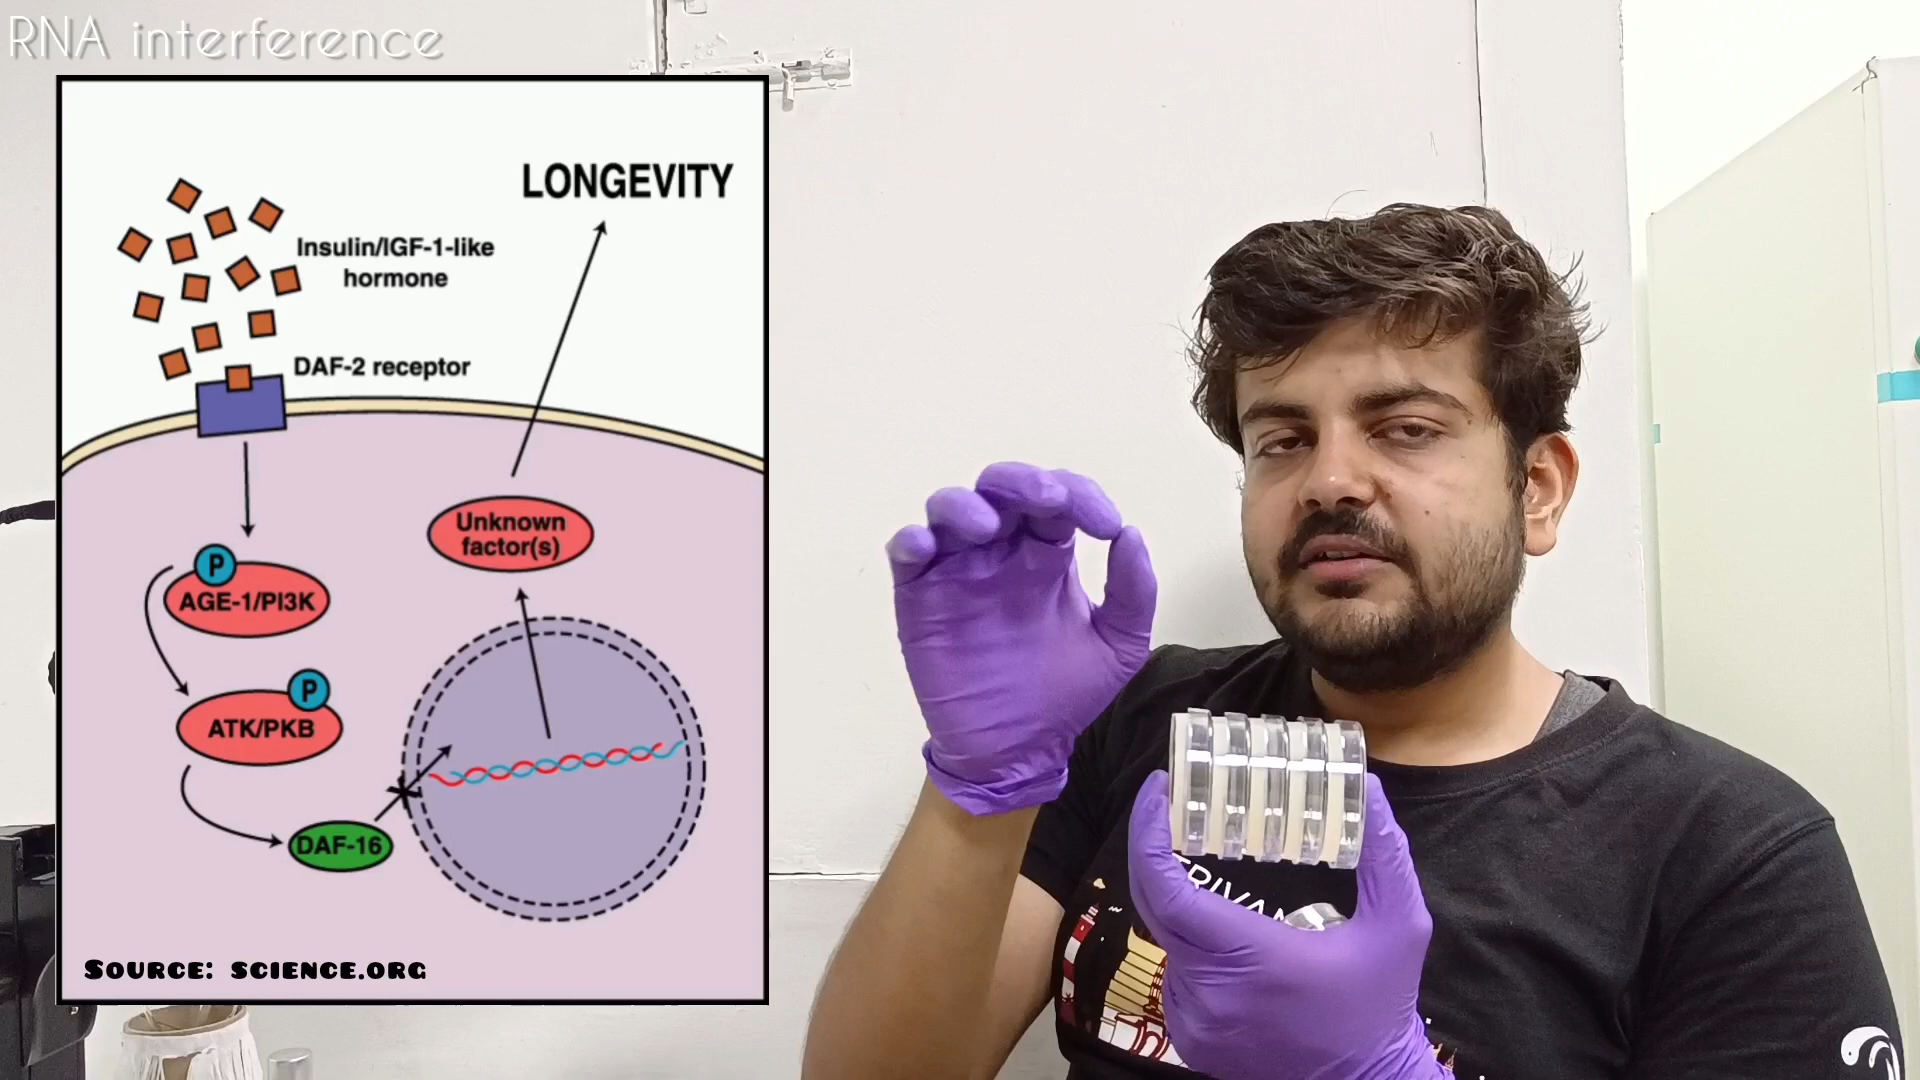 RNA interference
LONGEVITY
Insulin/IGF-1-like
hormone
DAF-2 receptor
Unknown
factor(s)
P
AGE-1/PI3K
P
ATK/PKB
DAF-16
SOURCE: SCIENCE.ORG